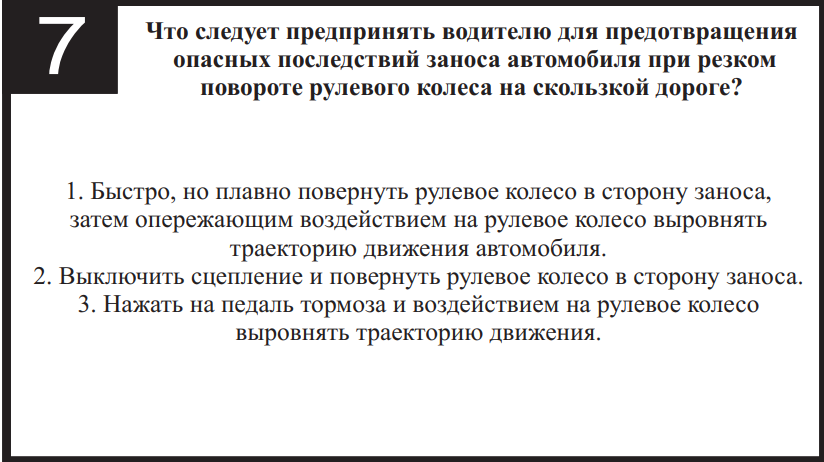 7
Что следует предпринять водителю для предотвращения
опасных последствий заноса автомобиля при резком
повороте рулевого колеса на скользкой дороге?
1. Быстро, но плавно повернуть рулевое колесо в сторону заноса,
затем опережающим воздействием на рулевое колесо выровнять
траекторию движения автомобиля.
2. Выключить сцепление и повернуть рулевое колесо в сторону заноса.
3. Нажать на педаль тормоза и воздействием на рулевое колесо
выровнять траекторию движения.